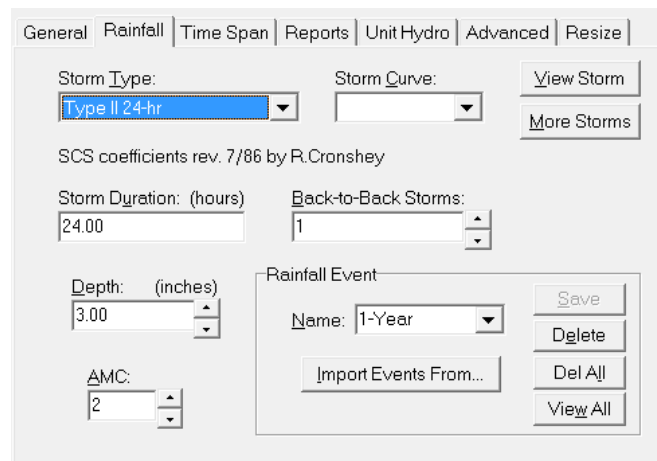 General Rainfall Time Span Reports Unit Hydro Advanced Resize
Storm Type: Storm Curve: View Storm
Type II 24-hr
More Storms
SCS coefficients rev. 7/86 by R.Cronshey
Storm Duration: (hours) Back-to-Back Storms:
24.00 1
Depth: (inches) Rainfall Event
3.00 Name: 1-Year Save
Delete
AMC: Import Events From... Del All
2 View All